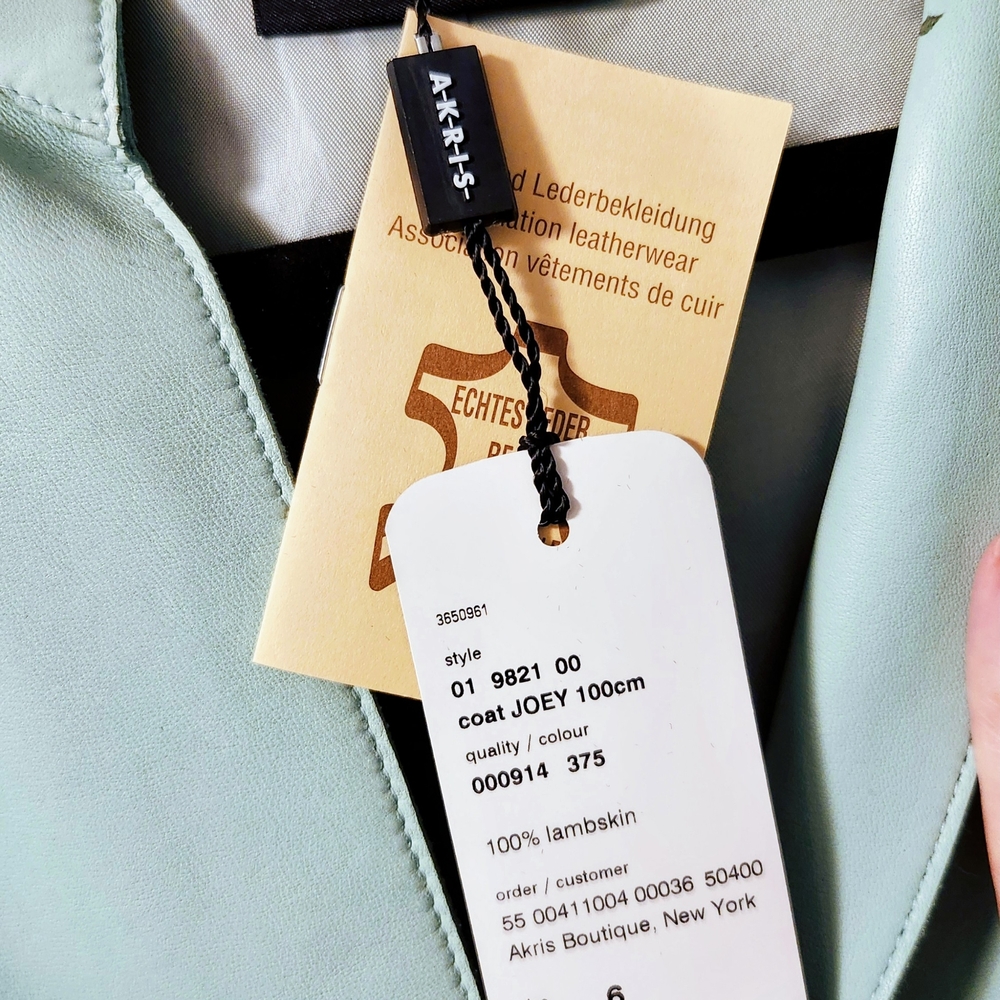 A-K-R-I-S-
Lederbekleidung
leatherwear
Association vêtements de cuir
ECHTES LEDER
3650961
style
01 9821 00
coat JOEY 100cm
quality / colour
000914 375
100% lambskin
order / customer
55 00411004 00036 50400
Akris Boutique, New York
6